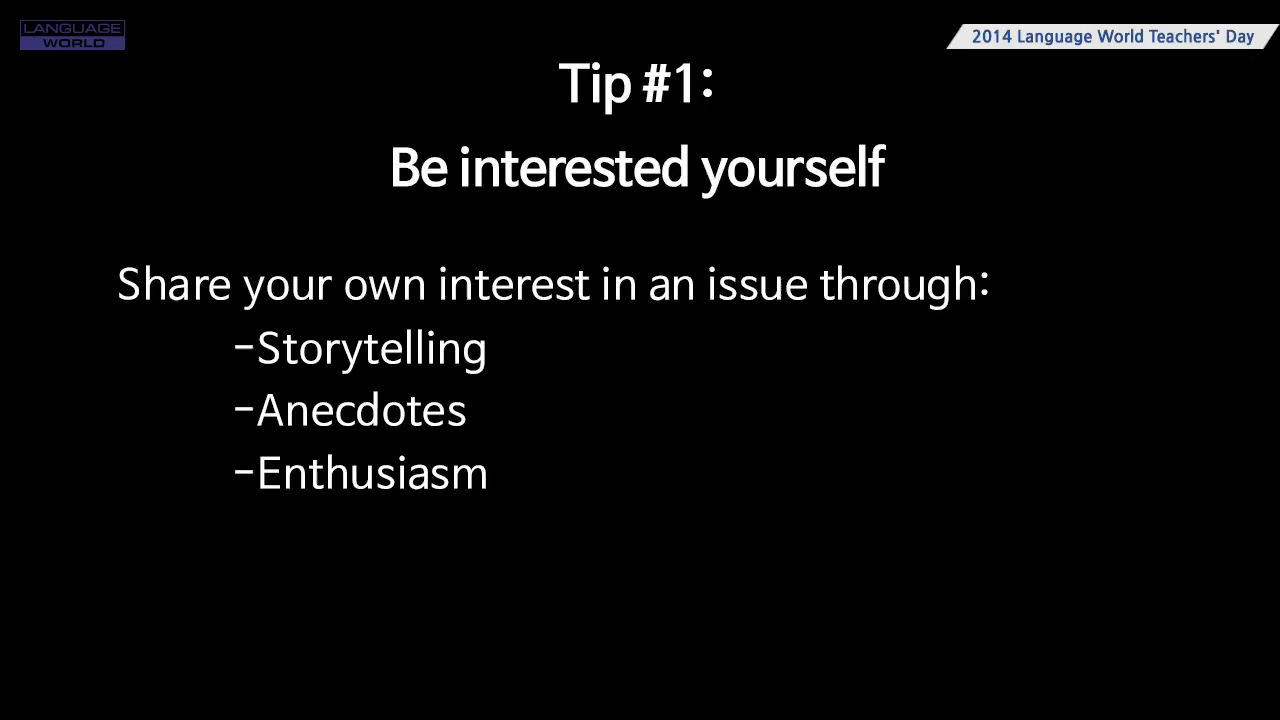 LANGUAGE
WORLD
2014 Language World Teachers' Day
Tip #1:
Be interested yourself
Share your own interest in an issue through:
-Storytelling
-Anecdotes
-Enthusiasm